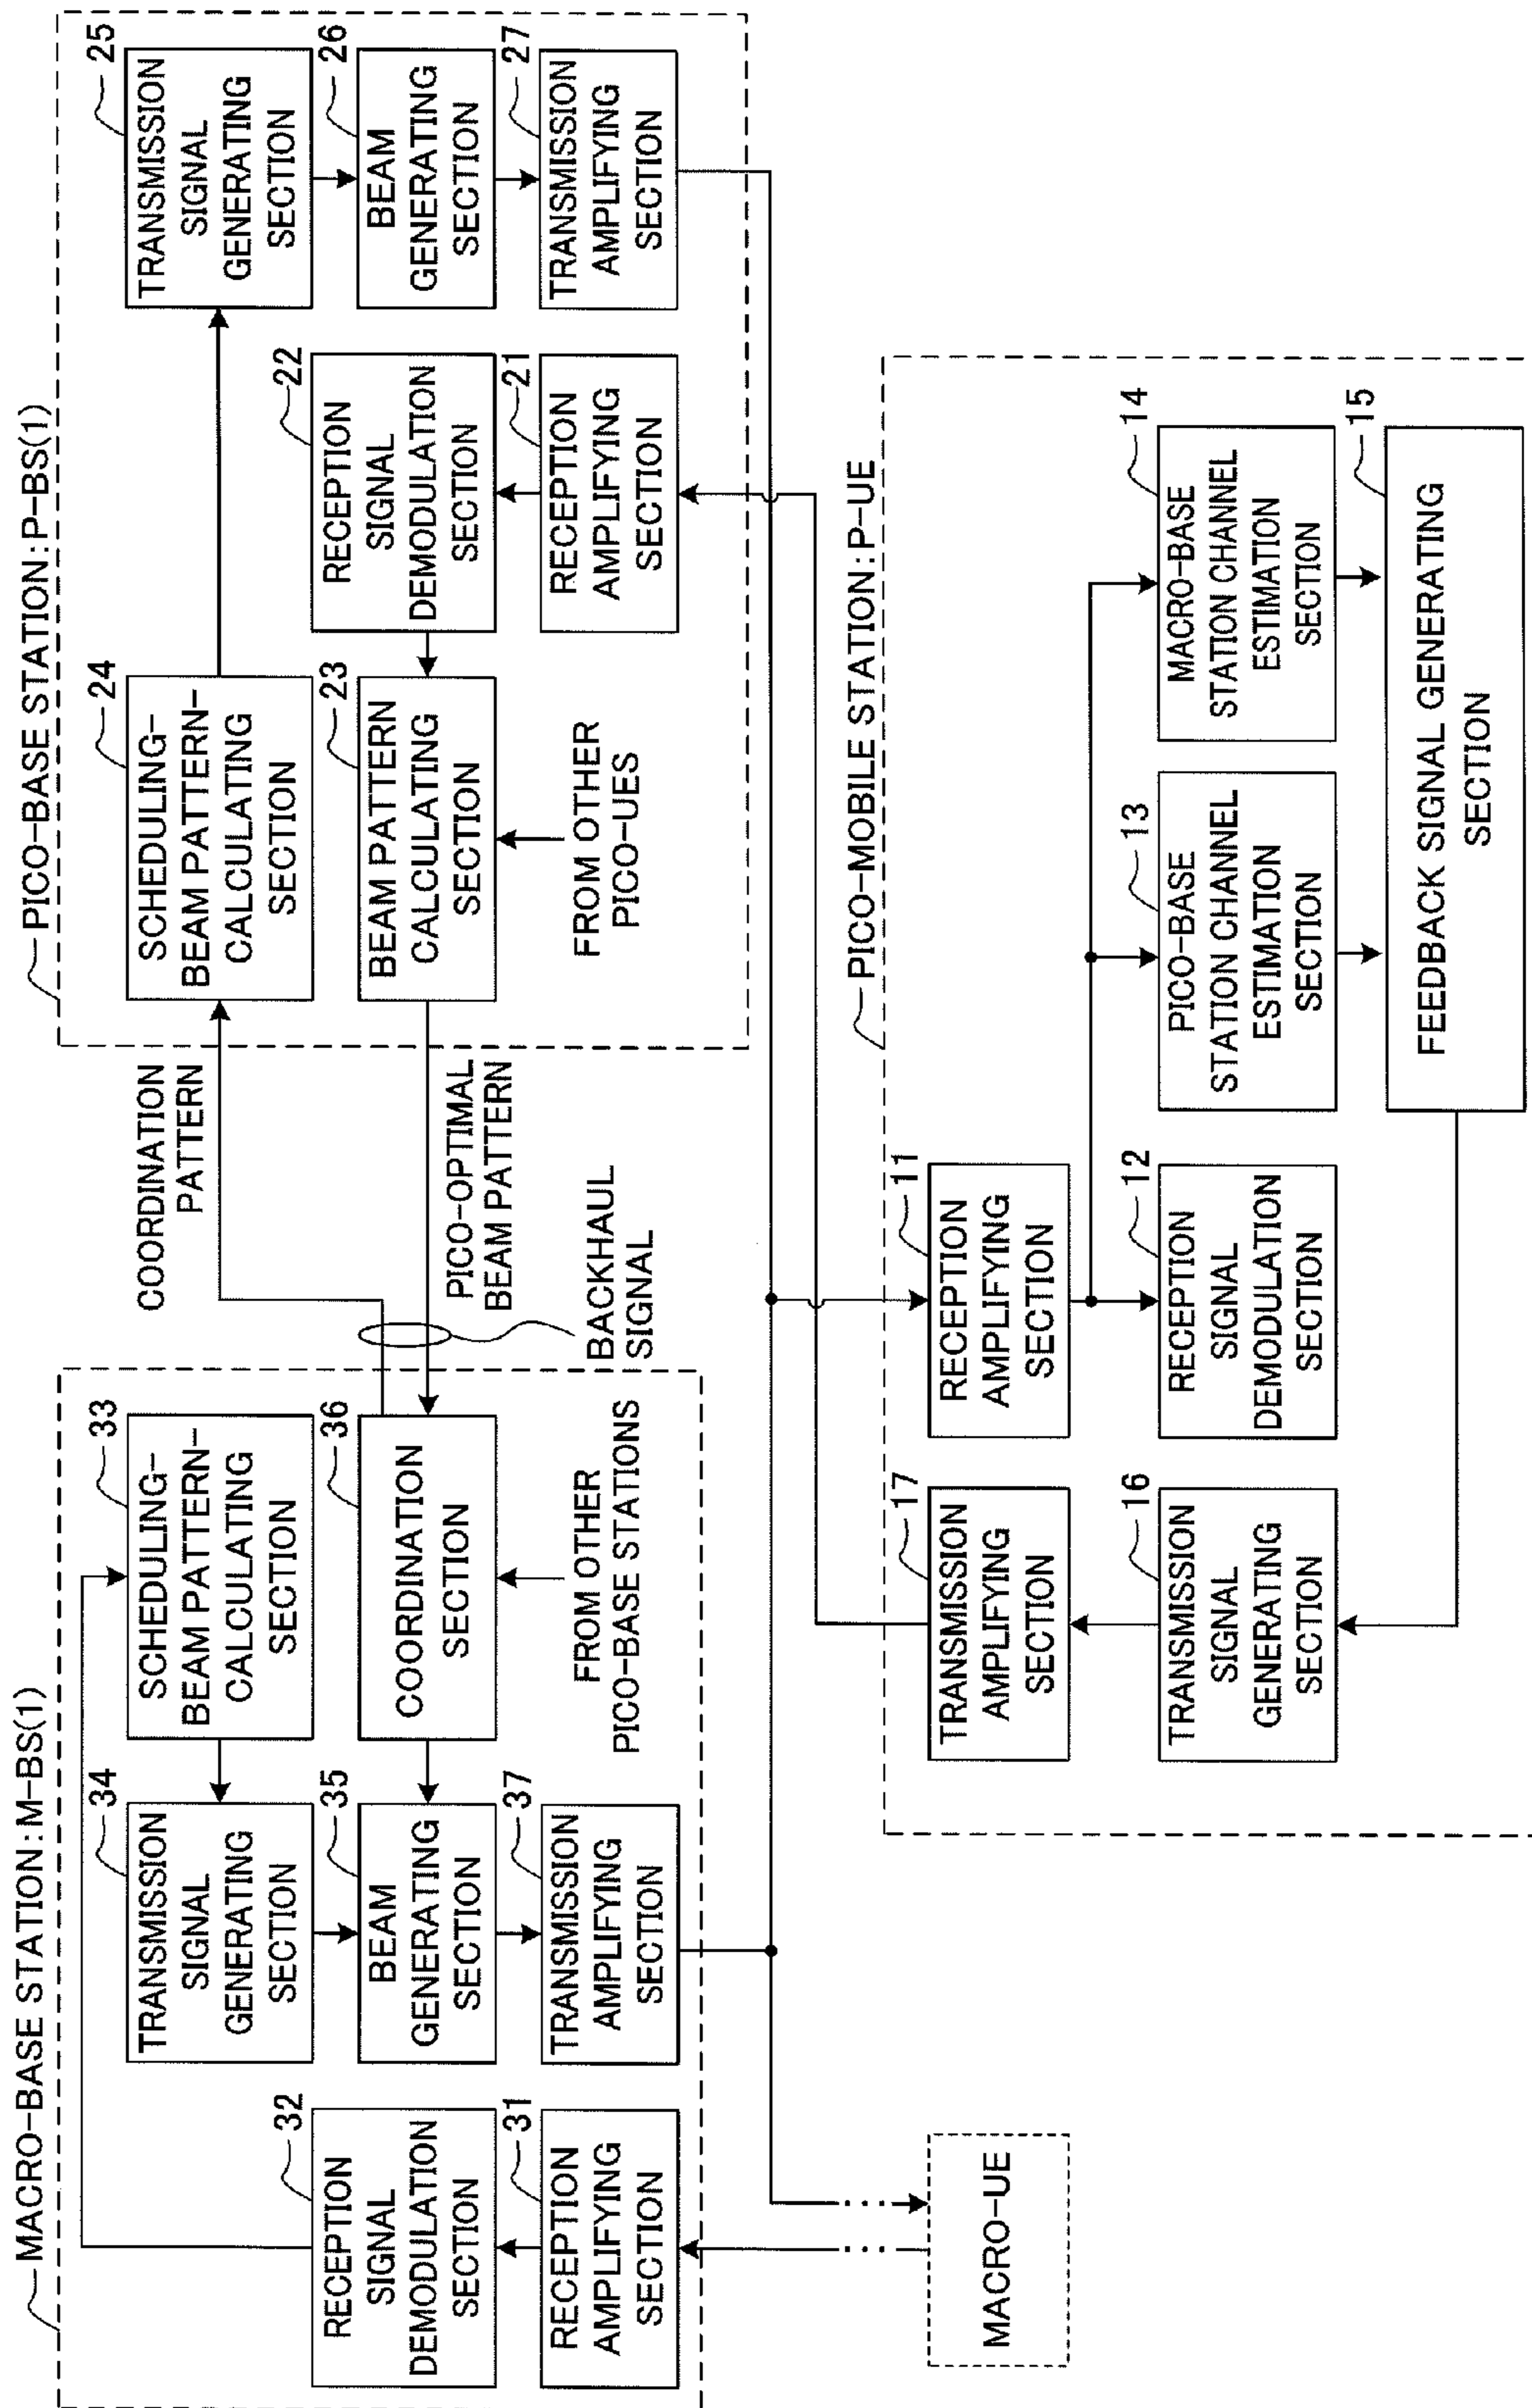 MACRO-BASE STATION:M-BS(1)
RECEPTION
SIGNAL
DEMODULATION
SECTION
32
RECEPTION
AMPLIFYING
SECTION
31
TRANSMISSION
SIGNAL
GENERATING
SECTION
34
BEAM
GENERATING
SECTION
35
TRANSMISSION
AMPLIFYING
SECTION
37
SCHEDULING-
BEAM PATTERN-
CALCULATING
SECTION
33
COORDINATION
SECTION
36
FROM OTHER
PICO-BASE STATIONS
COORDINATION
PATTERN
PICO-OPTIMAL
BEAM PATTERN
BACKHAUL
SIGNAL
PICO-BASE STATION:P-BS(1)
SCHEDULING-
BEAM PATTERN-
CALCULATING
SECTION
24
BEAM PATTERN
CALCULATING
SECTION
23
FROM OTHER
PICO-UES
RECEPTION
SIGNAL
DEMODULATION
SECTION
22
RECEPTION
AMPLIFYING
SECTION
21
TRANSMISSION
SIGNAL
GENERATING
SECTION
25
BEAM
GENERATING
SECTION
26
TRANSMISSION
AMPLIFYING
SECTION
27
MACRO-UE
PICO-MOBILE STATION:P-UE
TRANSMISSION
AMPLIFYING
SECTION
17
TRANSMISSION
SIGNAL
GENERATING
SECTION
16
RECEPTION
AMPLIFYING
SECTION
11
RECEPTION
SIGNAL
DEMODULATION
SECTION
12
PICO-BASE
STATION CHANNEL
ESTIMATION
SECTION
13
MACRO-BASE
STATION CHANNEL
ESTIMATION
SECTION
14
FEEDBACK SIGNAL GENERATING
SECTION
15